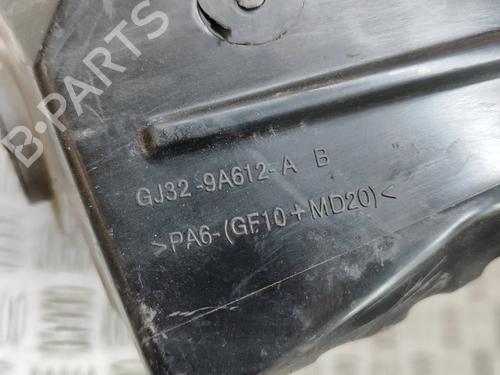 B-PARTS
GJ32-9A612-A B
>PA6-(GF10+MD20)<